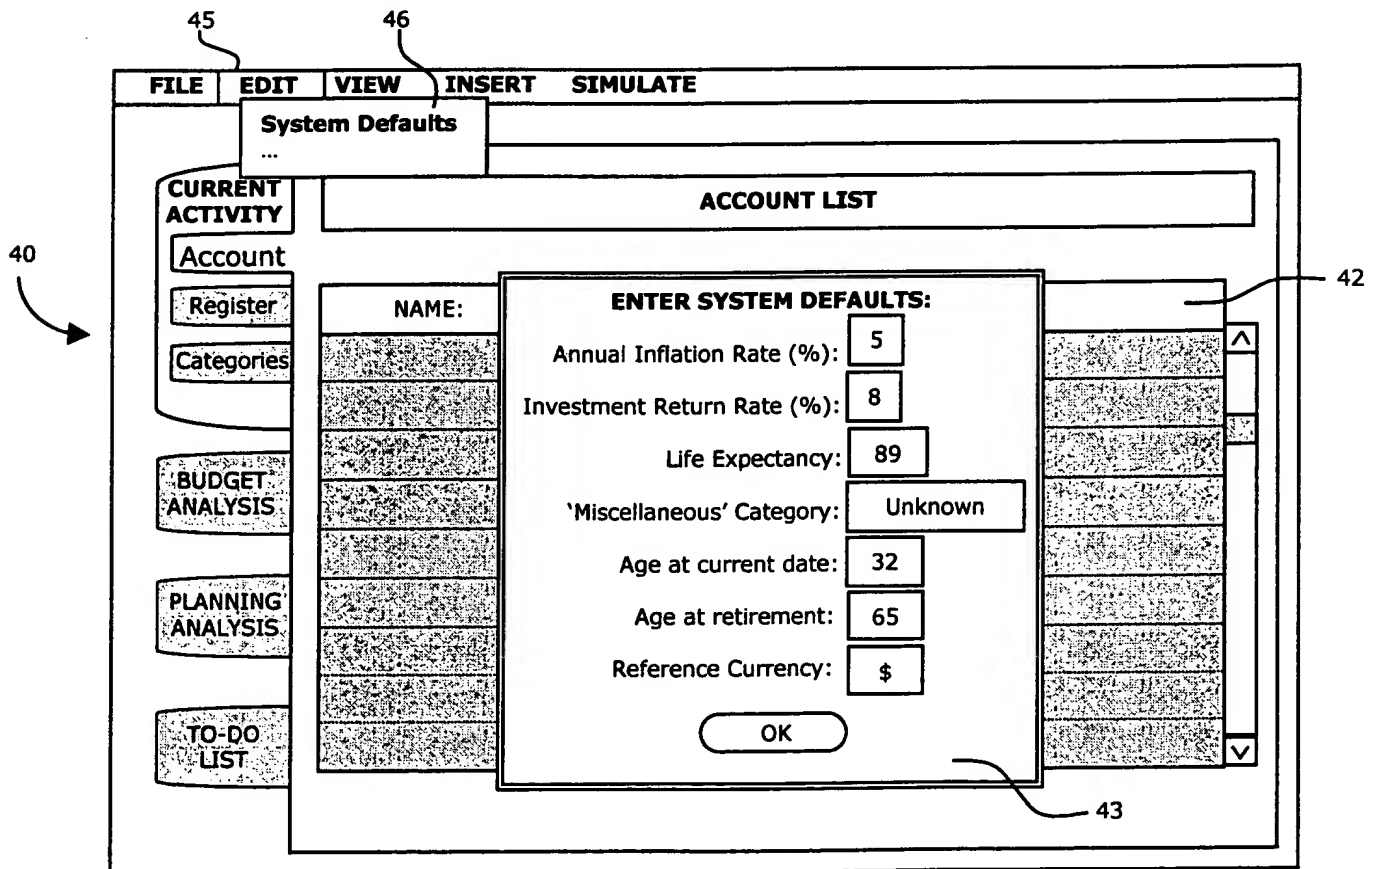 45
46
FILE EDIT VIEW INSERT SIMULATE
System Defaults
...
CURRENT
ACTIVITY
Account
Register
Categories
BUDGET
ANALYSIS
PLANNING
ANALYSIS
TO-DO
LIST
40
ACCOUNT LIST
42
NAME:
ENTER SYSTEM DEFAULTS:
Annual Inflation Rate (%): 5
Investment Return Rate (%): 8
Life Expectancy: 89
'Miscellaneous' Category: Unknown
Age at current date: 32
Age at retirement: 65
Reference Currency: $
OK
43